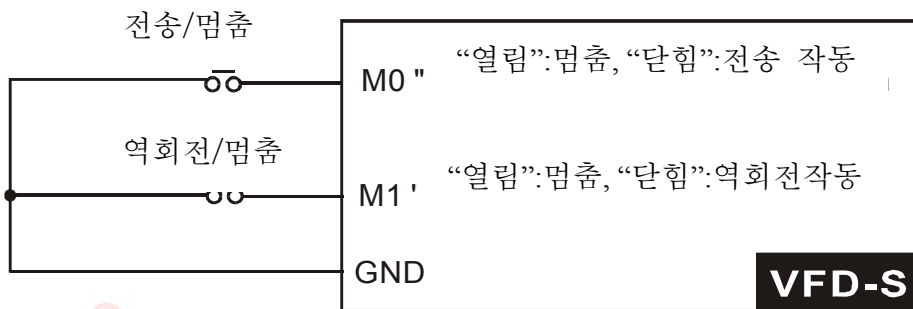 전송/멈춤
M0 " “열림”:멈춤, “닫힘”:전송 작동
역회전/멈춤
M1 ' “열림”:멈춤, “닫힘”:역회전작동
GND
VFD-S